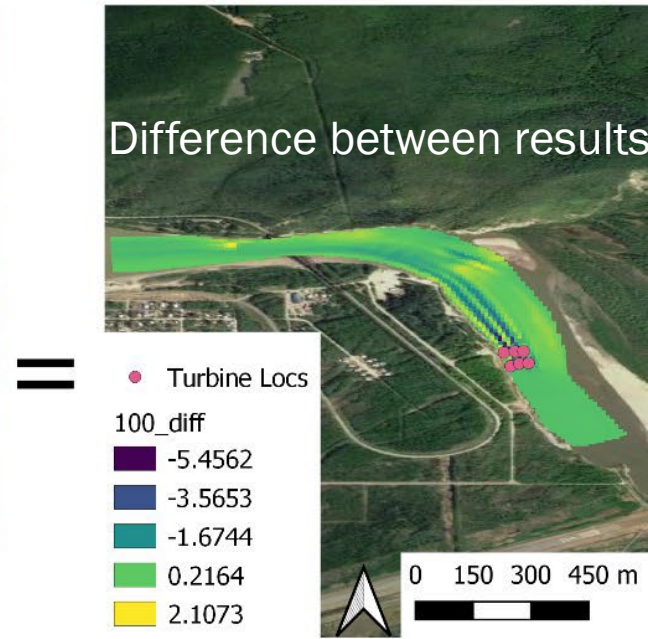 Difference between results
=
Turbine Locs
100_diff
-5.4562
-3.5653
-1.6744
0.2164
2.1073
0 150 300 450 m